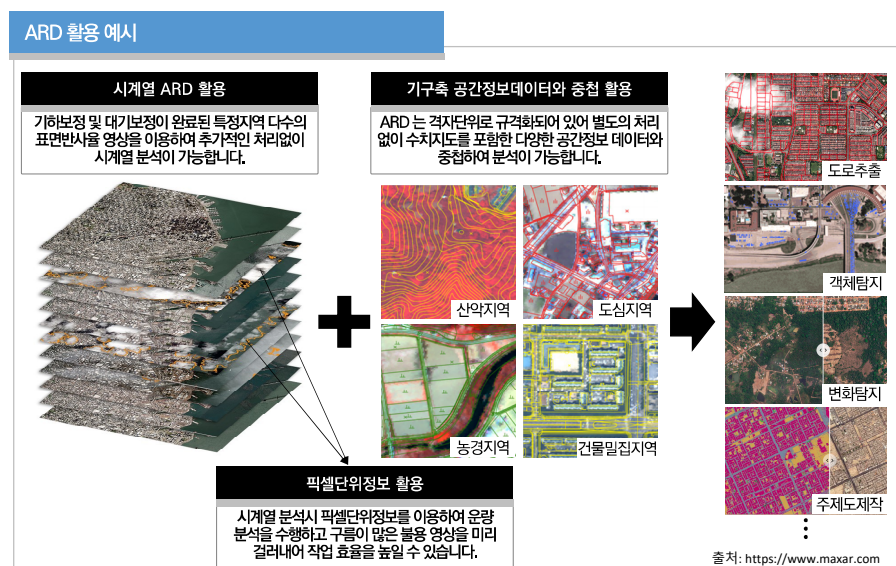 ARD 활용 예시
시계열 ARD 활용
기하보정 및 대기보정이 완료된 특정지역 다수의
표면반사율 영상을 이용하여 추가적인 처리없이
시계열 분석이 가능합니다.
기구축 공간정보데이터와 중첩 활용
ARD 는 격자단위로 규격화되어 있어 별도의 처리
없이 수치지도를 포함한 다양한 공간정보 데이터와
중첩하여 분석이 가능합니다.
산악지역
도심지역
농경지역
건물밀집지역
픽셀단위정보 활용
시계열 분석시 픽셀단위정보를 이용하여 운량
분석을 수행하고 구름이 많은 불용 영상을 미리
걸러내어 작업 효율을 높일 수 있습니다.
도로추출
객체탐지
변화탐지
주제도제작
출처: https://www.maxar.com